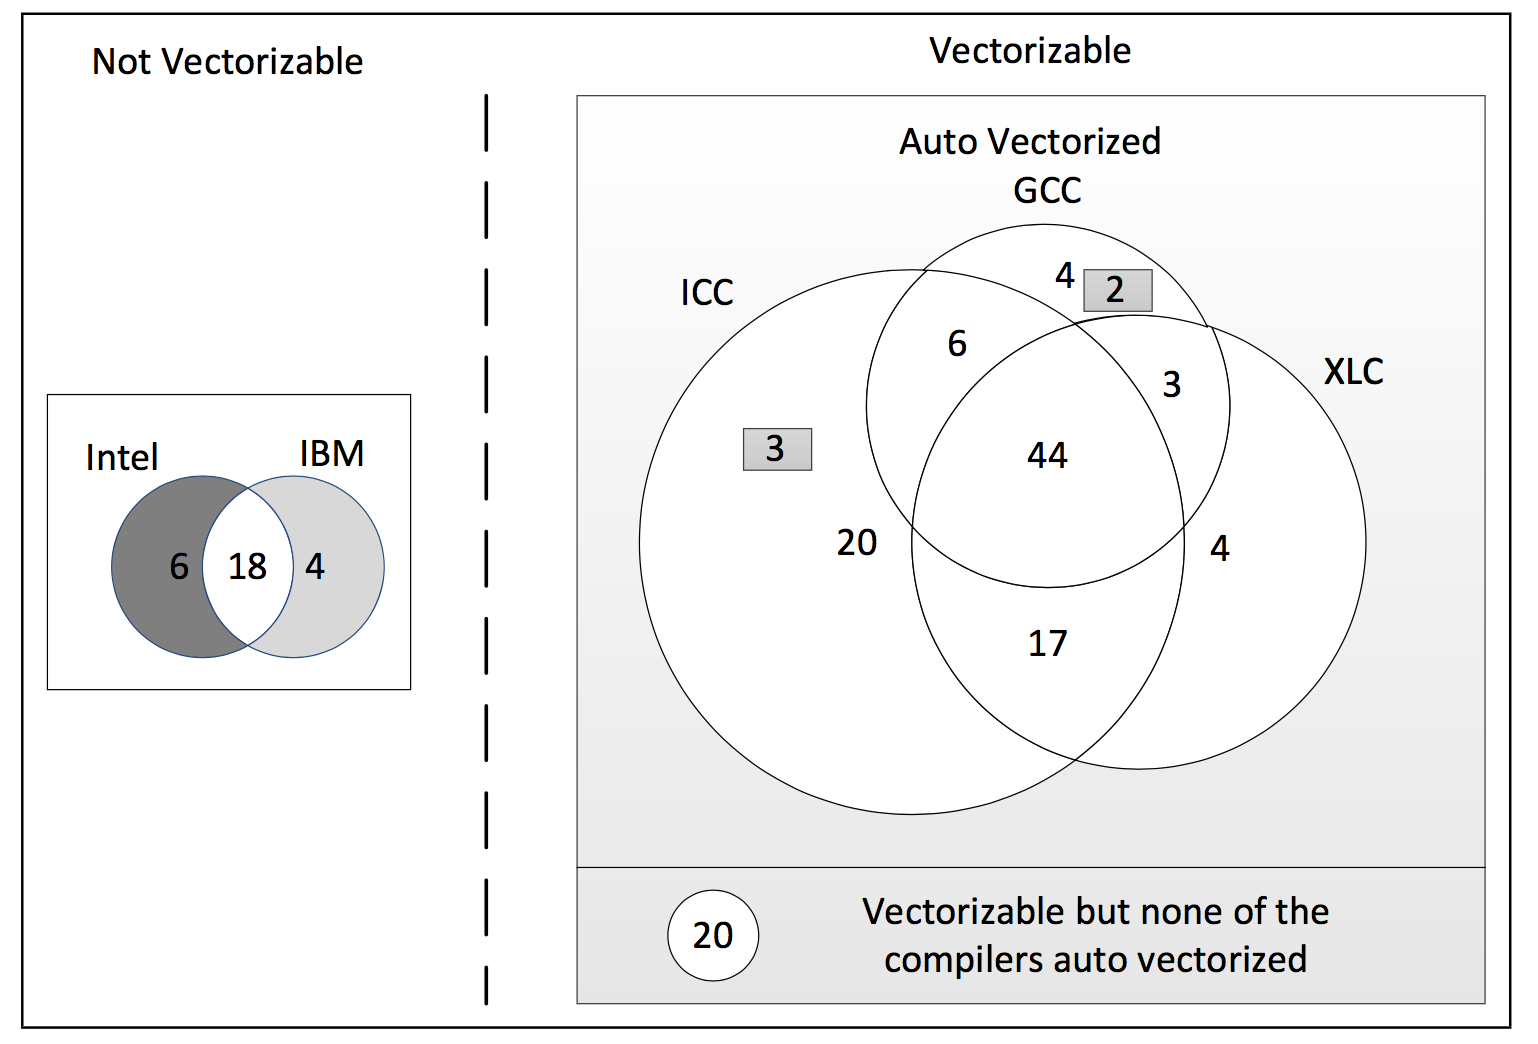 Not Vectorizable
Intel
IBM
6
18
4
Vectorizable
Auto Vectorized
GCC
ICC
XLC
4
2
6
3
3
44
20
4
17
20
Vectorizable but none of the
compilers auto vectorized